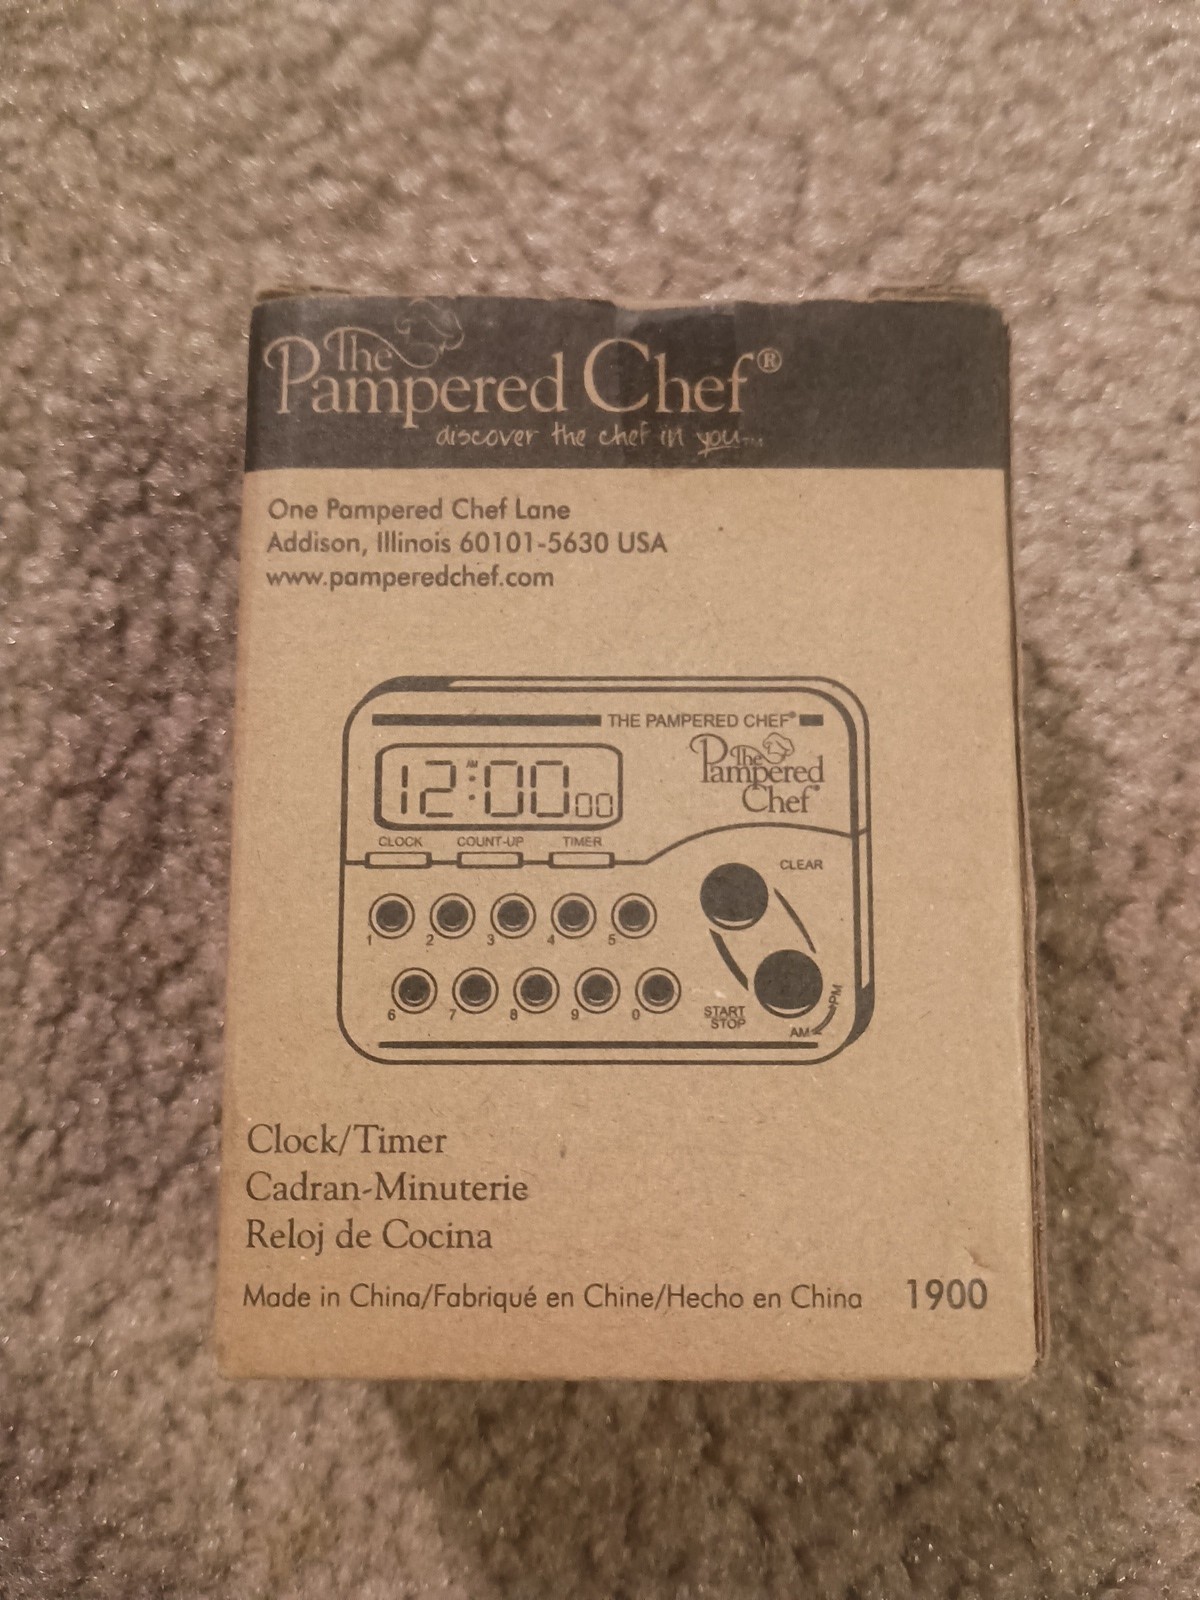 The
Pampered Chef®
discover the chef in you™
One Pampered Chef Lane
Addison, Illinois 60101-5630 USA
www.pamperedchef.com
THE PAMPERED CHEF®
The
Pampered
Chef®
AM
12:00 00
CLOCK COUNT-UP TIMER
CLEAR
1 2 3 4 5
6 7 8 9 0
START
STOP
PM
AM
Clock/Timer
Cadran-Minuterie
Reloj de Cocina
Made in China/Fabriqué en Chine/Hecho en China 1900